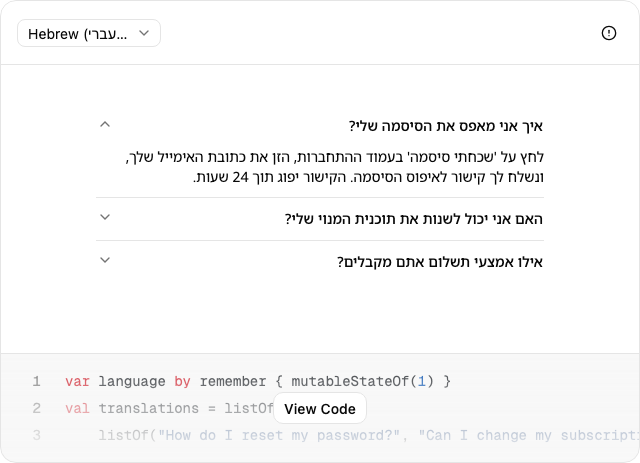 Hebrew (עברי...
איך אני מאפס את הסיסמה שלי?
לחץ על 'שכחתי סיסמה' בעמוד ההתחברות, הזן את כתובת האימייל שלך,
ונשלח לך קישור לאיפוס הסיסמה. הקישור יפוג תוך 24 שעות.
האם אני יכול לשנות את תוכנית המנוי שלי?
אילו אמצעי תשלום אתם מקבלים?
1 var language by remember { mutableStateOf(1) }
2 val translations = listOf
View Code
3 listOf("How do I reset my password?", "Can I change my subscripti